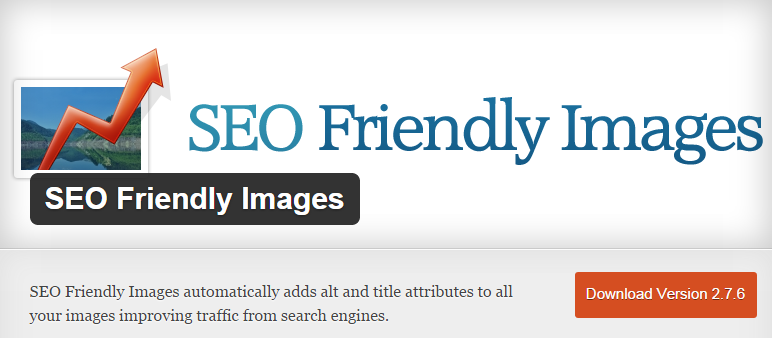 SEO Friendly Images
SEO Friendly Images
SEO Friendly Images automatically adds alt and title attributes to all
your images improving traffic from search engines.
Download Version 2.7.6